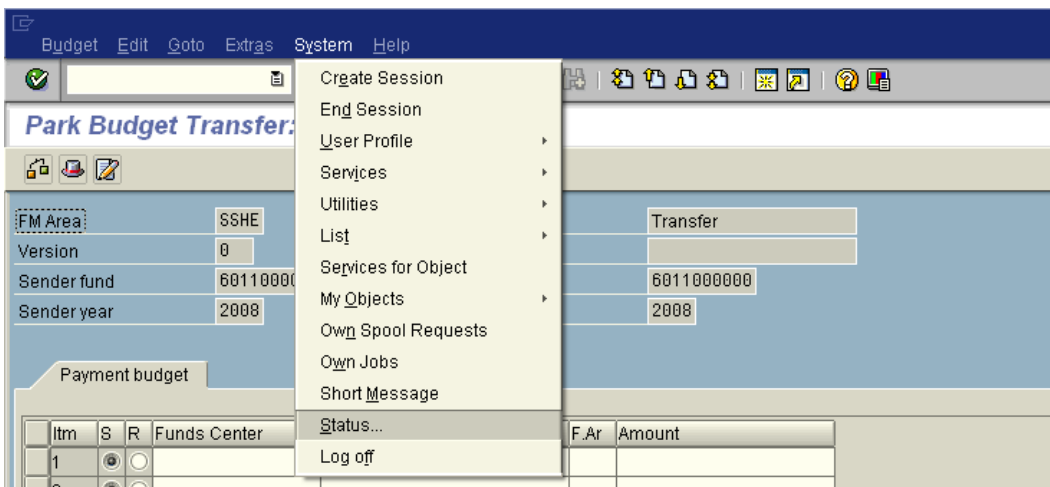 Budget Edit Goto Extras System Help
Create Session
End Session
User Profile
Services
Utilities
List
Services for Object
My Objects
Own Spool Requests
Own Jobs
Short Message
Status...
Log off
Park Budget Transfer:
FM Area SSHE Transfer
Version 0
Sender fund 60110000 6011000000
Sender year 2008 2008
Payment budget
Itm S R Funds Center F.Ar Amount
1